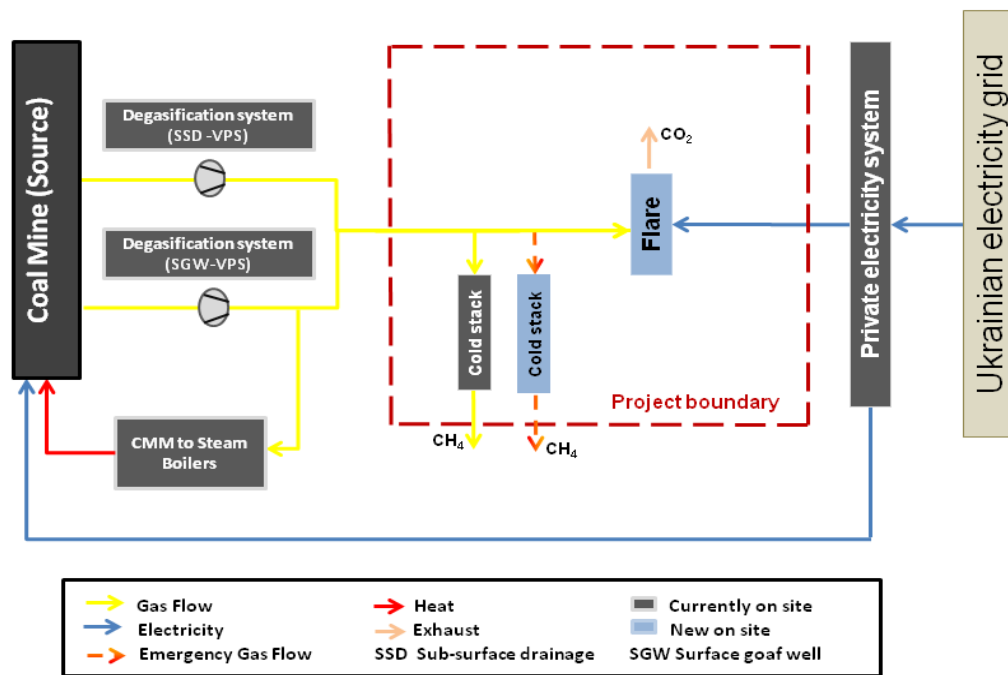 Coal Mine (Source)
Degasification system
(SSD -VPS)
Degasification system
(SGW-VPS)
CMM to Steam
Boilers
Cold stack
CH4
Cold stack
CH4
CO2
Flare
Project boundary
Private electricity system
Ukrainian electricity grid
Gas Flow
Heat
Currently on site
Electricity
Exhaust
New on site
Emergency Gas Flow
SSD Sub-surface drainage
SGW Surface goaf well